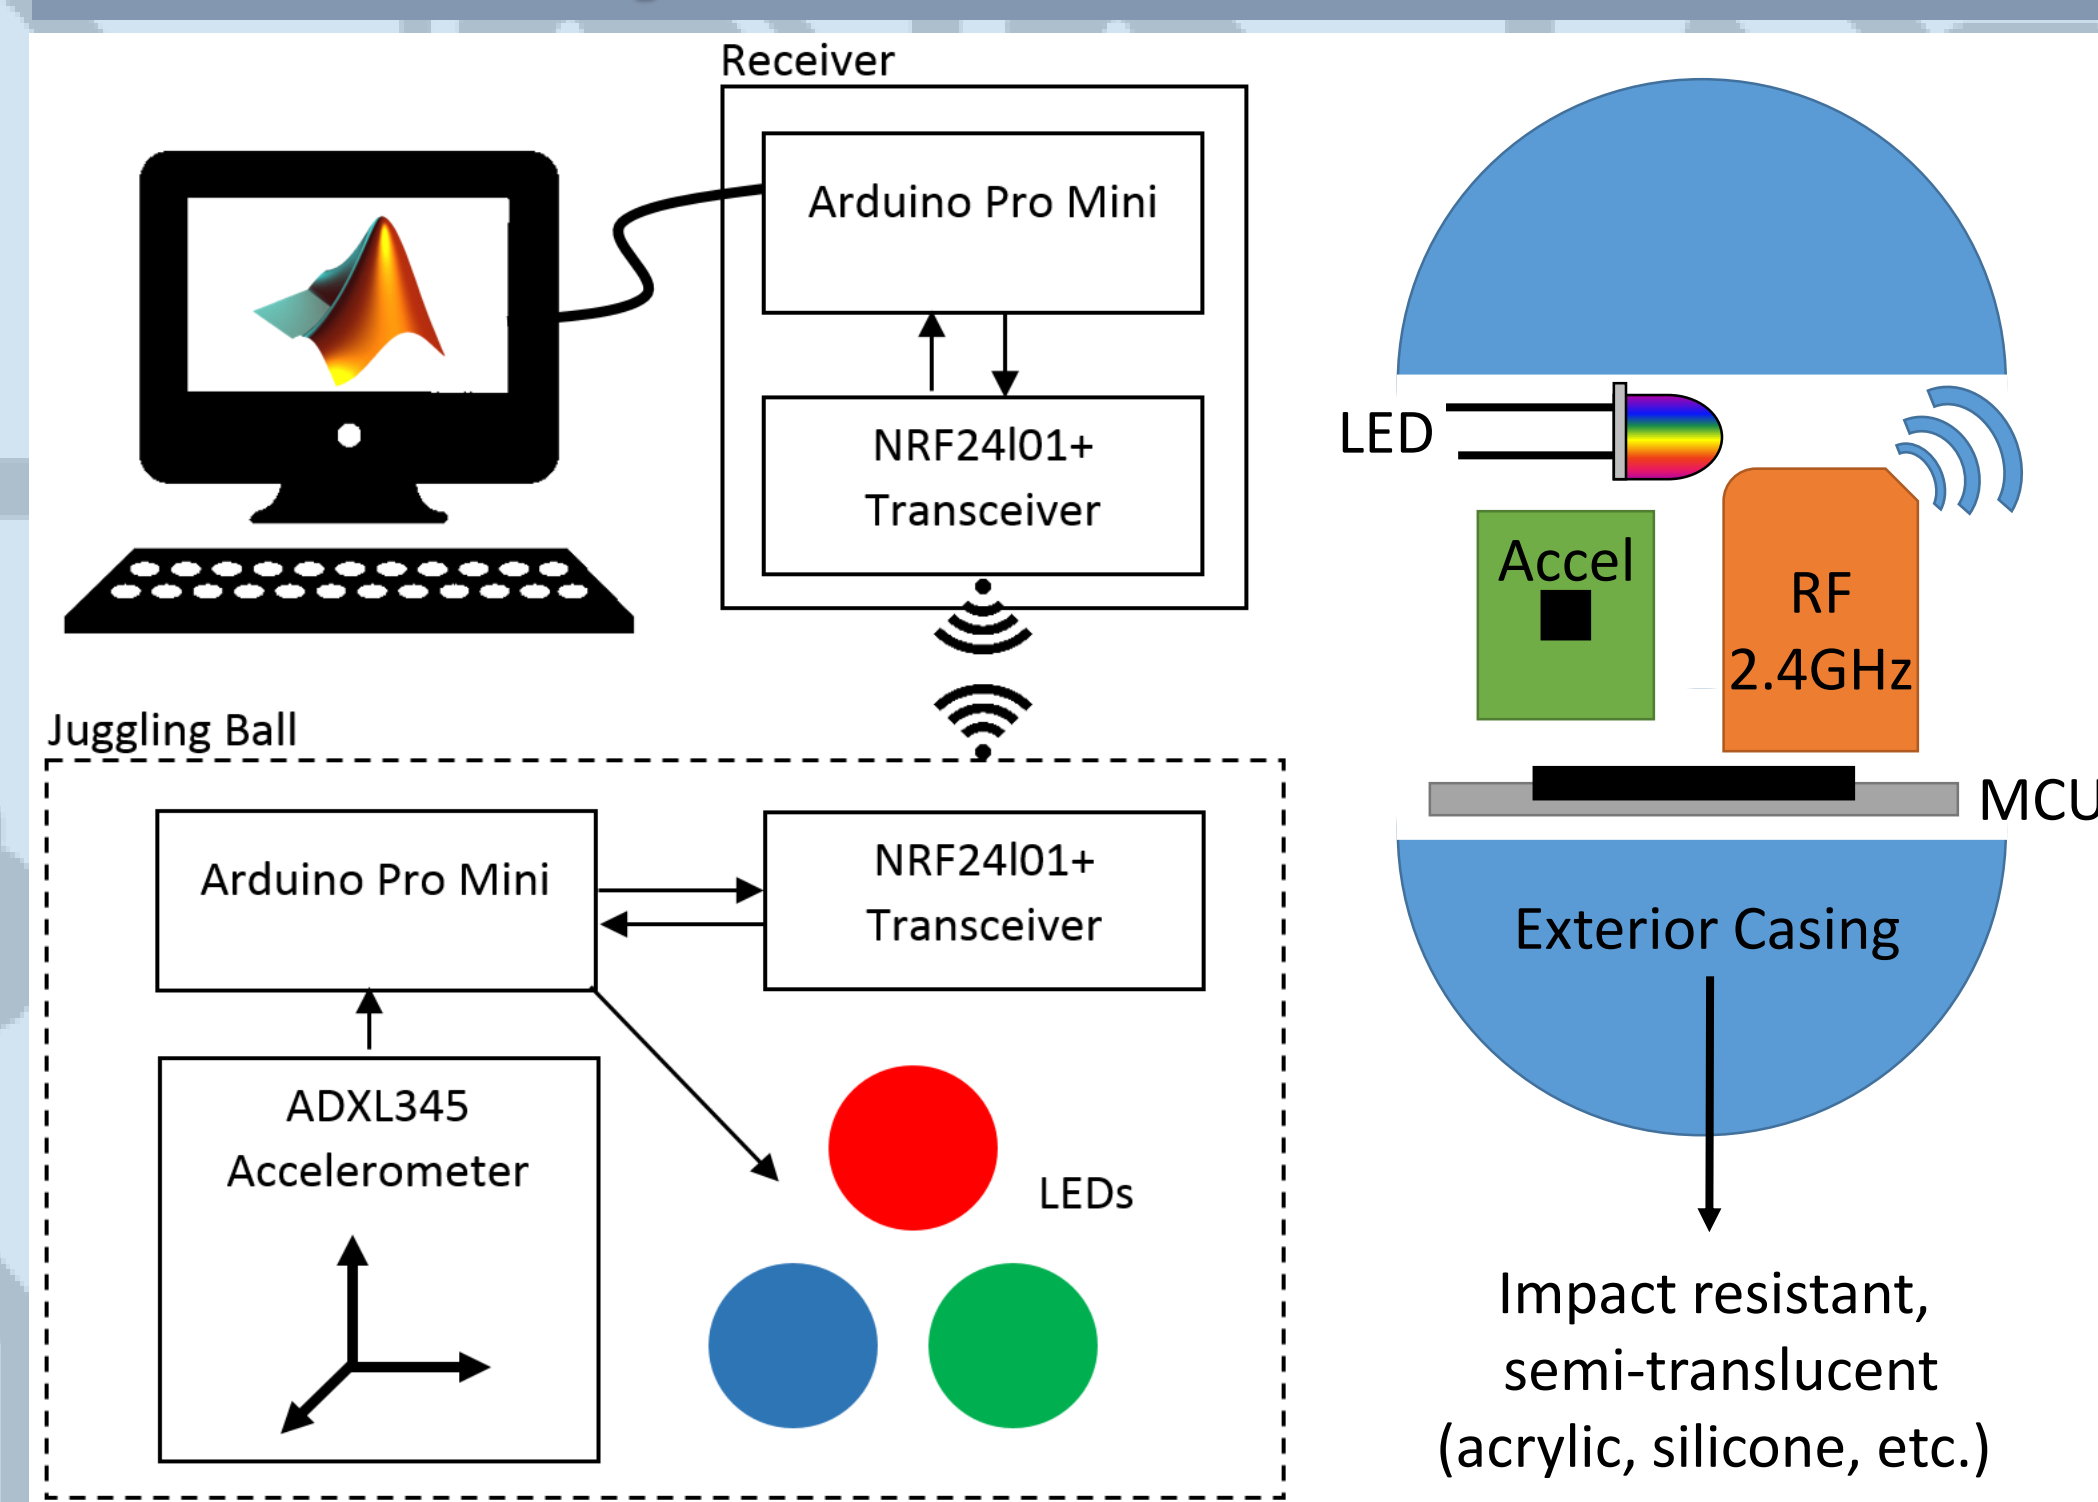 Receiver
Arduino Pro Mini
NRF24l01+
Transceiver
Juggling Ball
Arduino Pro Mini
NRF24l01+
Transceiver
ADXL345
Accelerometer
LEDs
LED
Accel
RF
2.4GHz
MCU
Exterior Casing
Impact resistant,
semi-translucent
(acrylic, silicone, etc.)